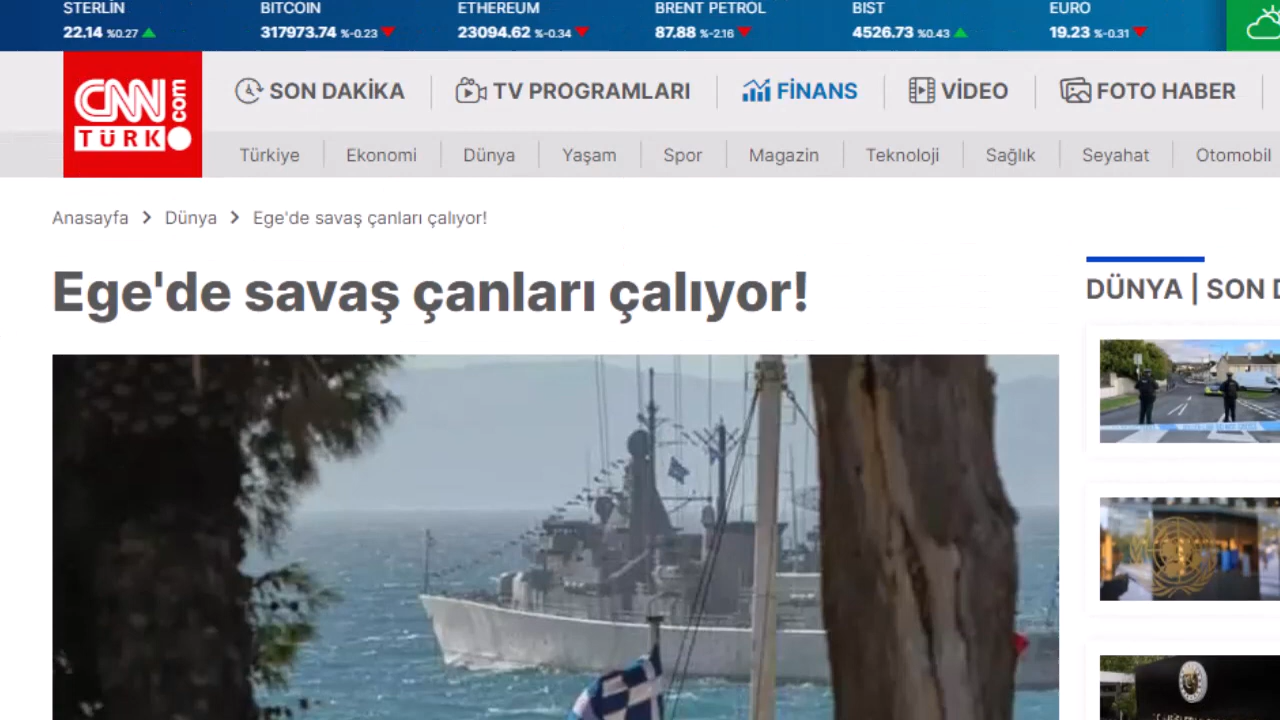 STERLİN
BITCOIN
ETHEREUM
BRENT PETROL
BIST
EURO
22.14 %0.27
317973.74 %-0.23
23094.62 %-0.34
87.88 %-2.16
4526.73 %0.43
19.23 %-0.31
CNN.com
TÜRK
SON DAKİKA
TV PROGRAMLARI
FİNANS
VİDEO
FOTO HABER
Türkiye
Ekonomi
Dünya
Yaşam
Spor
Magazin
Teknoloji
Sağlık
Seyahat
Otomobil
Anasayfa > Dünya > Ege'de savaş çanları çalıyor!
Ege'de savaş çanları çalıyor!
DÜNYA | SON